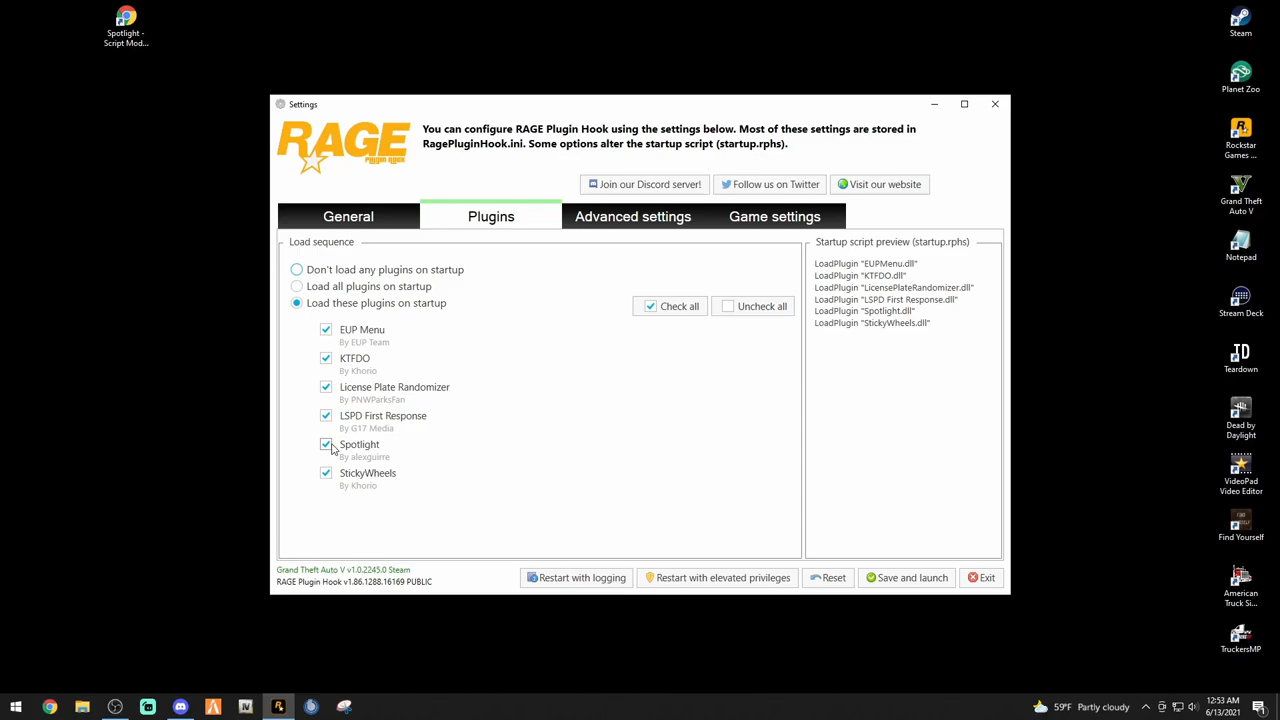 Spotlight -
Script Mod...
Settings
RAGE
PLUGIN HOOK
You can configure RAGE Plugin Hook using the settings below. Most of these settings are stored in
RagePluginHook.ini. Some options alter the startup script (startup.rphs).
Join our Discord server!
Follow us on Twitter
Visit our website
General
Plugins
Advanced settings
Game settings
Load sequence
Don't load any plugins on startup
Load all plugins on startup
Load these plugins on startup
Check all
Uncheck all
EUP Menu
By EUP Team
KTFDO
By Khorio
License Plate Randomizer
By PNWParksFan
LSPD First Response
By G17 Media
Spotlight
By alexguirre
StickyWheels
By Khorio
Startup script preview (startup.rphs)
LoadPlugin "EUPMenu.dll"
LoadPlugin "KTFDO.dll"
LoadPlugin "LicensePlateRandomizer.dll"
LoadPlugin "LSPD First Response.dll"
LoadPlugin "Spotlight.dll"
LoadPlugin "StickyWheels.dll"
Grand Theft Auto V v1.0.2245.0 Steam
RAGE Plugin Hook v1.86.1288.16169 PUBLIC
Restart with logging
Restart with elevated privileges
Reset
Save and launch
Exit
Steam
Planet Zoo
Rockstar
Games ...
Grand Theft
Auto V
Notepad
Stream Deck
Teardown
Dead by
Daylight
VideoPad
Video Editor
Find Yourself
American
Truck Si...
TruckersMP
59°F Partly cloudy
12:53 AM
6/13/2021